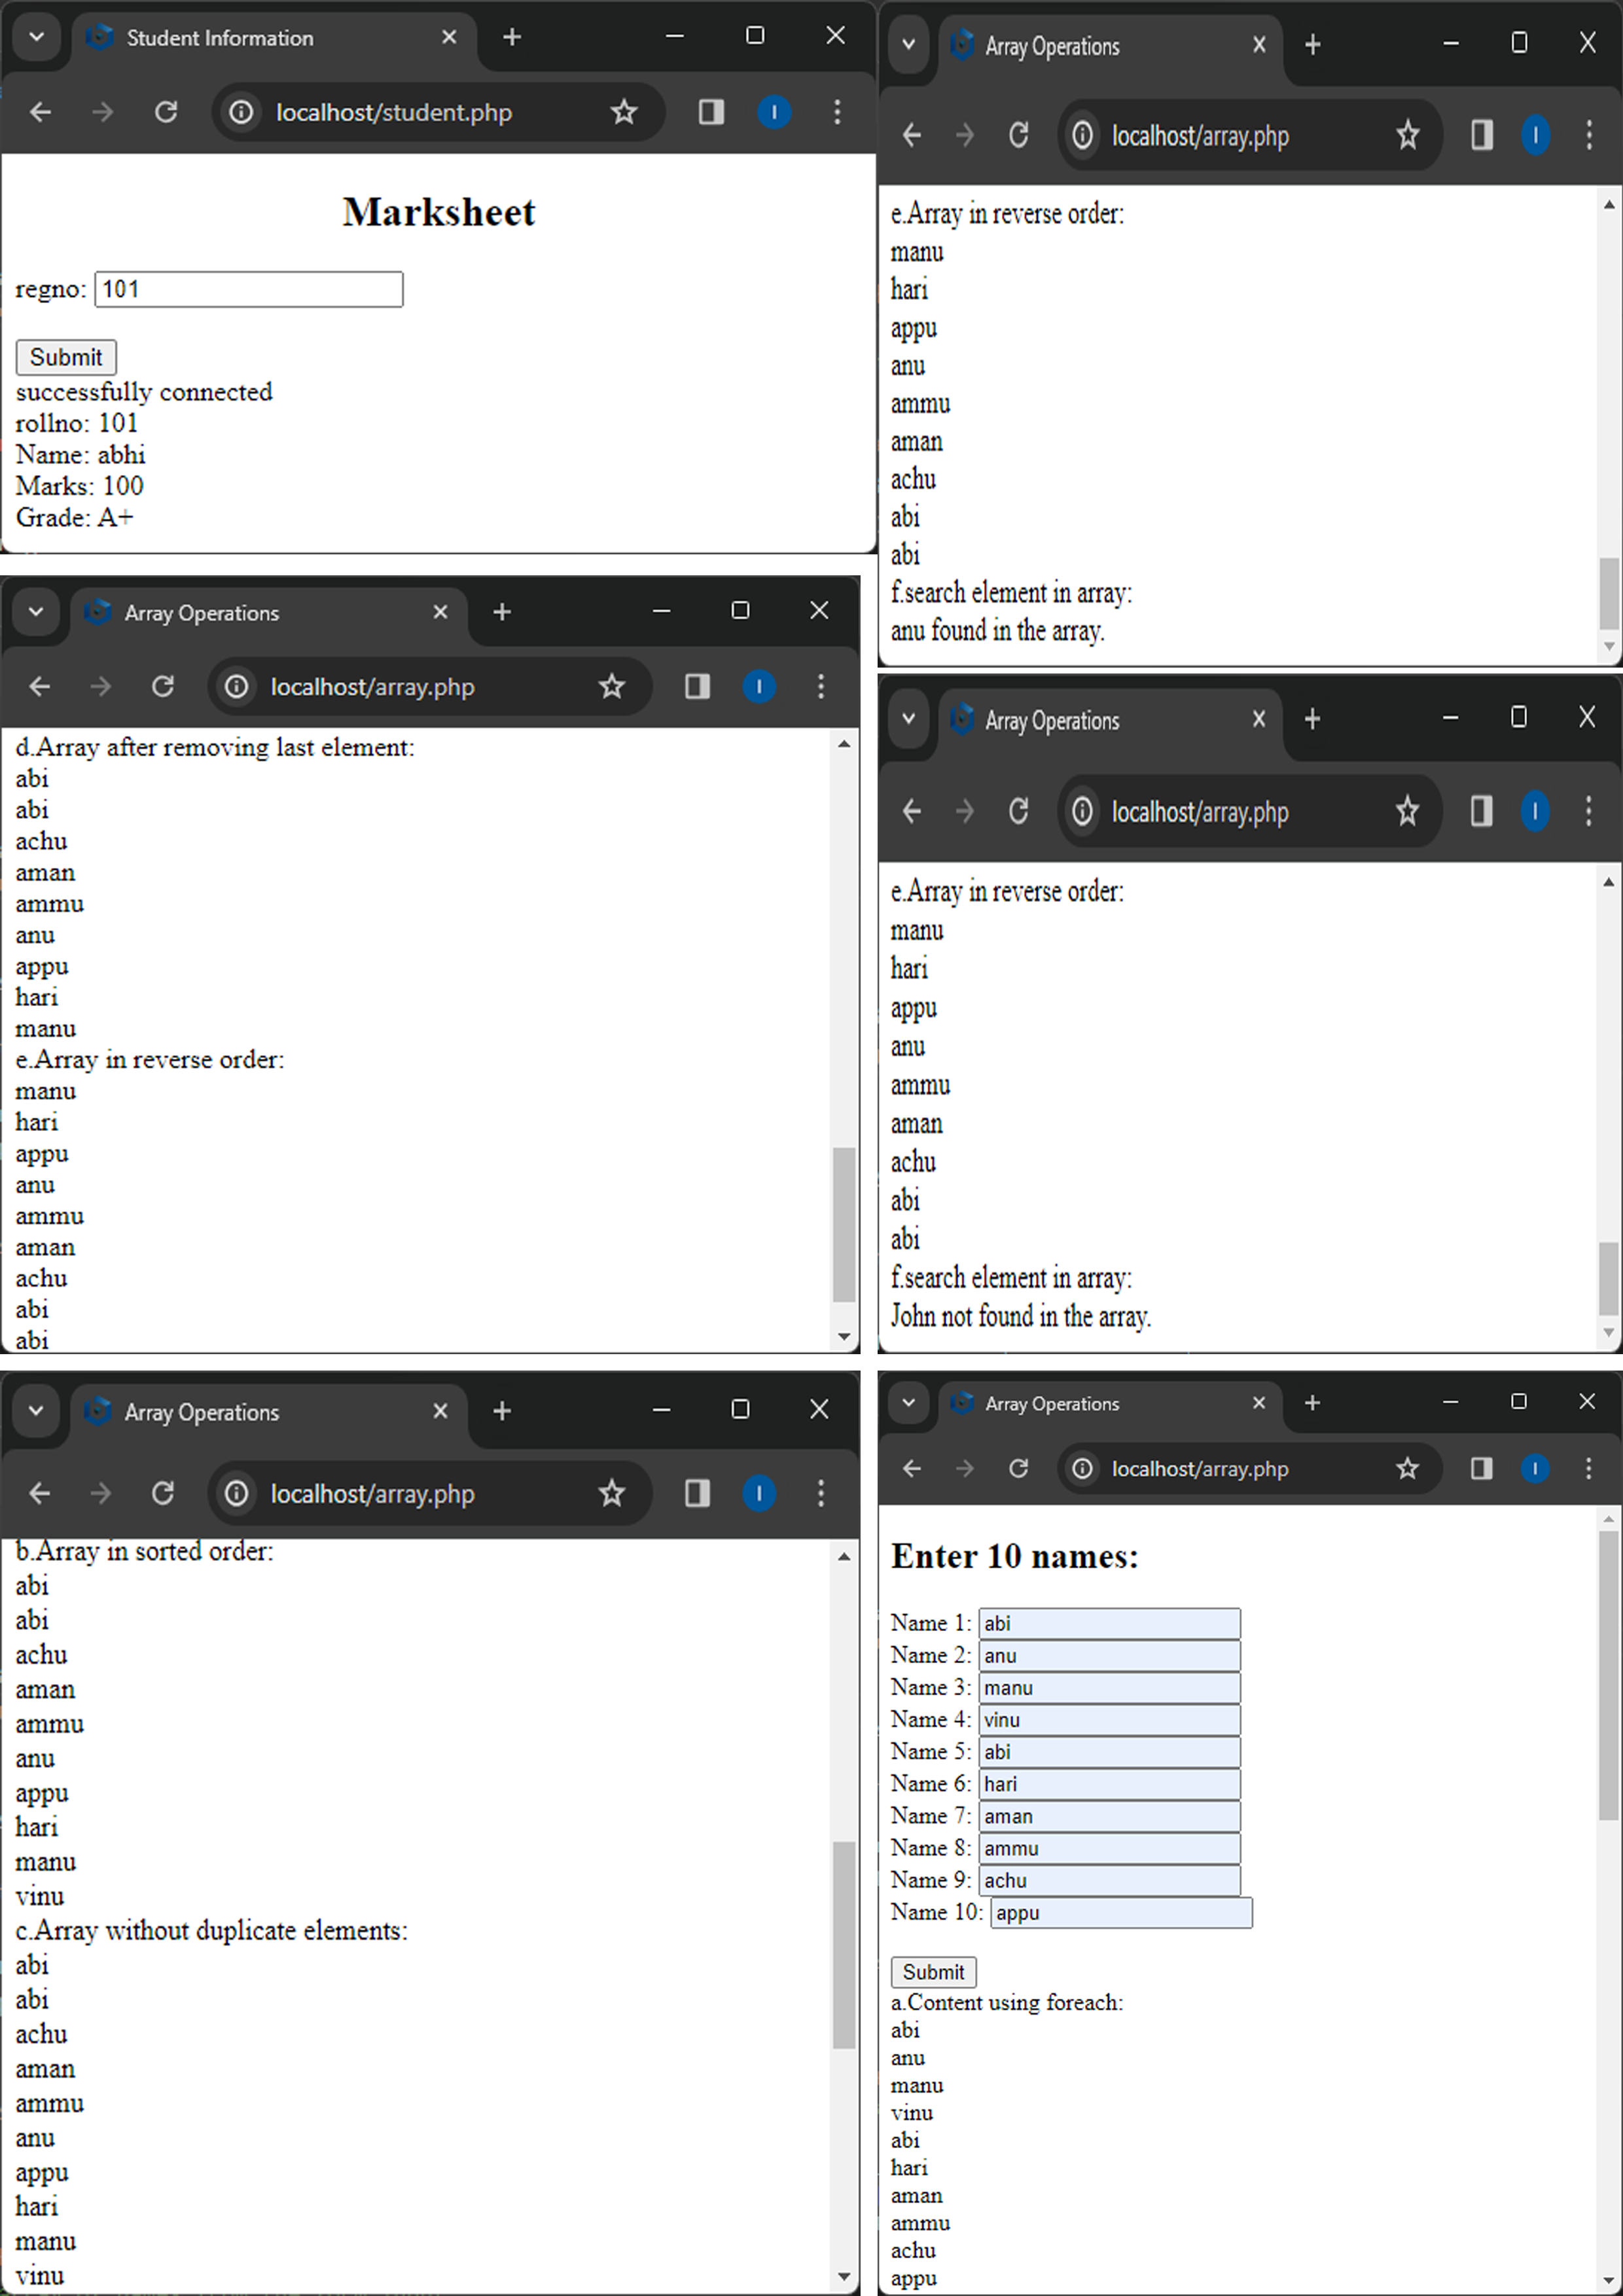 Student Information
localhost/student.php
Marksheet
regno: 101
Submit
successfully connected
rollno: 101
Name: abhi
Marks: 100
Grade: A+
Array Operations
localhost/array.php
e.Array in reverse order:
manu
hari
appu
anu
ammu
aman
achu
abi
abi
f.search element in array:
anu found in the array.
Array Operations
localhost/array.php
d.Array after removing last element:
abi
abi
achu
aman
ammu
anu
appu
hari
manu
e.Array in reverse order:
manu
hari
appu
anu
ammu
aman
achu
abi
abi
Array Operations
localhost/array.php
e.Array in reverse order:
manu
hari
appu
anu
ammu
aman
achu
abi
abi
f.search element in array:
John not found in the array.
Array Operations
localhost/array.php
b.Array in sorted order:
abi
abi
achu
aman
ammu
anu
appu
hari
manu
vinu
c.Array without duplicate elements:
abi
abi
achu
aman
ammu
anu
appu
hari
manu
vinu
Array Operations
localhost/array.php
Enter 10 names:
Name 1: abi
Name 2: anu
Name 3: manu
Name 4: vinu
Name 5: abi
Name 6: hari
Name 7: aman
Name 8: ammu
Name 9: achu
Name 10: appu
Submit
a.Content using foreach:
abi
anu
manu
vinu
abi
hari
aman
ammu
achu
appu